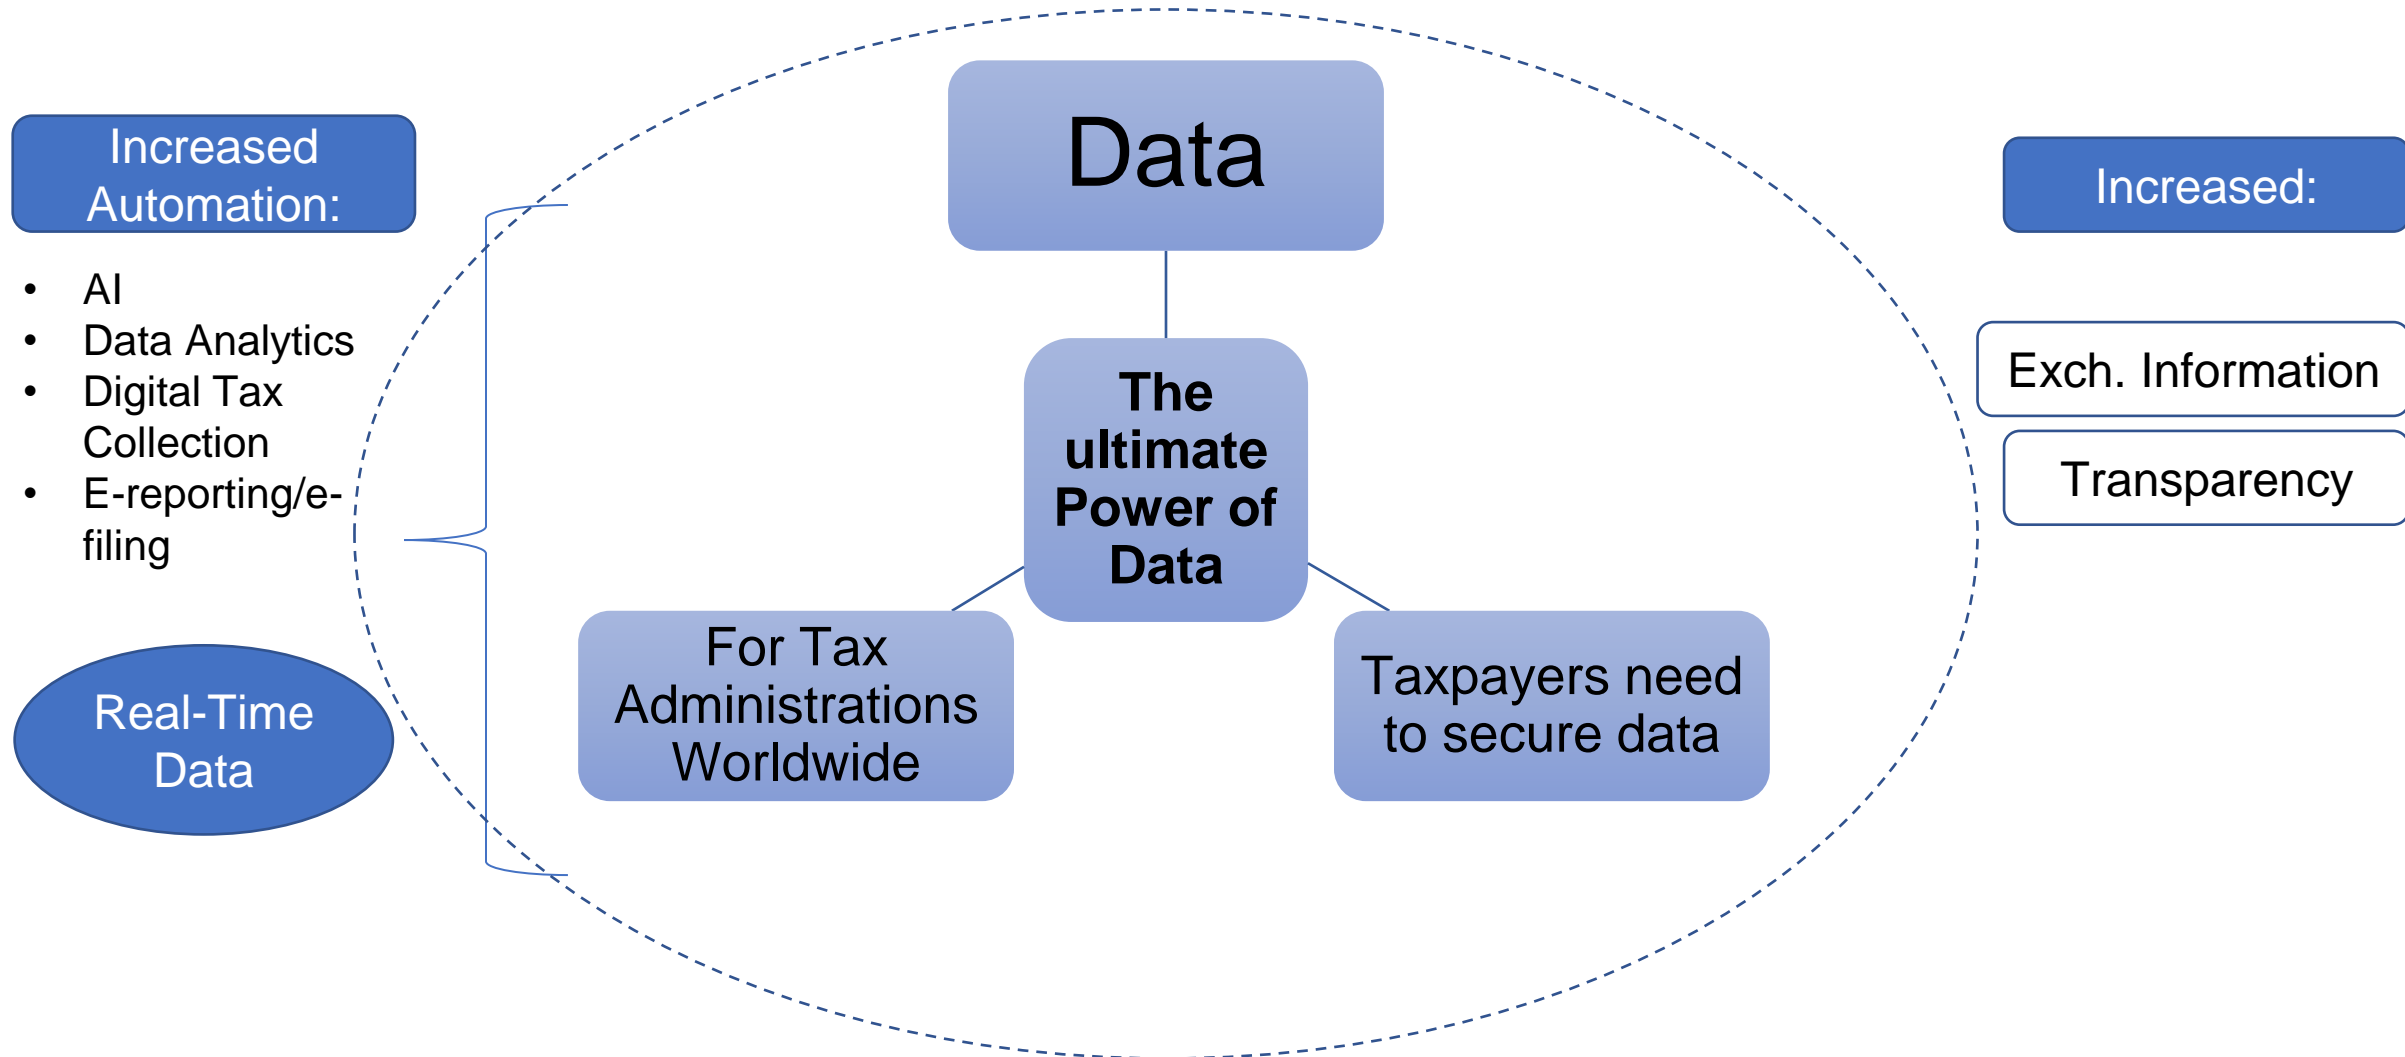 Increased
Automation:
• AI
• Data Analytics
• Digital Tax
Collection
• E-reporting/e-
filing
Real-Time
Data
Data
The
ultimate
Power of
Data
For Tax
Administrations
Worldwide
Taxpayers need
to secure data
Increased:
Exch. Information
Transparency